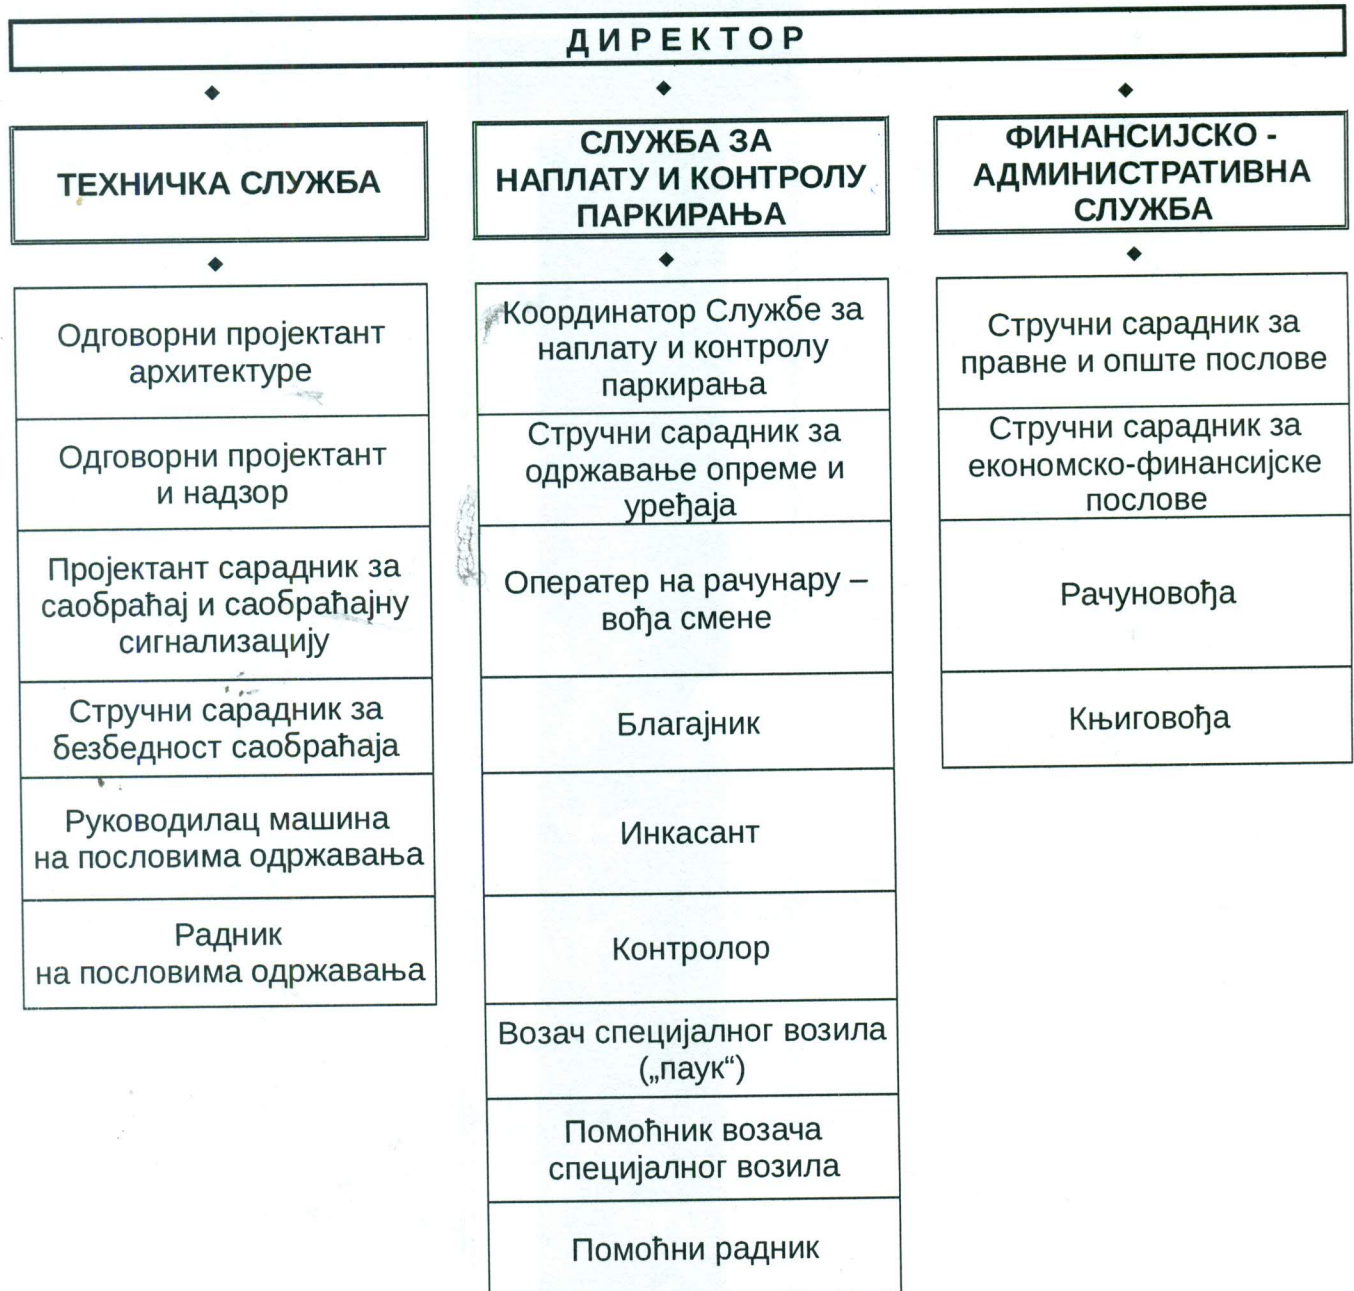 ДИРЕКТОР
ТЕХНИЧКА СЛУЖБА
СЛУЖБА ЗА
НАПЛАТУ И КОНТРОЛУ
ПАРКИРАЊА
ФИНАНСИЈСКО -
АДМИНИСТРАТИВНА
СЛУЖБА
Одговорни пројектант
архитектуре
Одговорни пројектант
и надзор
Пројектант сарадник за
саобраћај и саобраћајну
сигнализацију
Стручни сарадник за
безбедност саобраћаја
Руководилац машина
на пословима одржавања
Радник
на пословима одржавања
Координатор Службе за
наплату и контролу
паркирања
Стручни сарадник за
одржавање опреме и
уређаја
Оператер на рачунару –
вођа смене
Благајник
Инкасант
Контролор
Возач специјалног возила
(„паук“)
Помоћник возача
специјалног возила
Помоћни радник
Стручни сарадник за
правне и опште послове
Стручни сарадник за
економско-финансијске
послове
Рачуновођа
Књиговођа